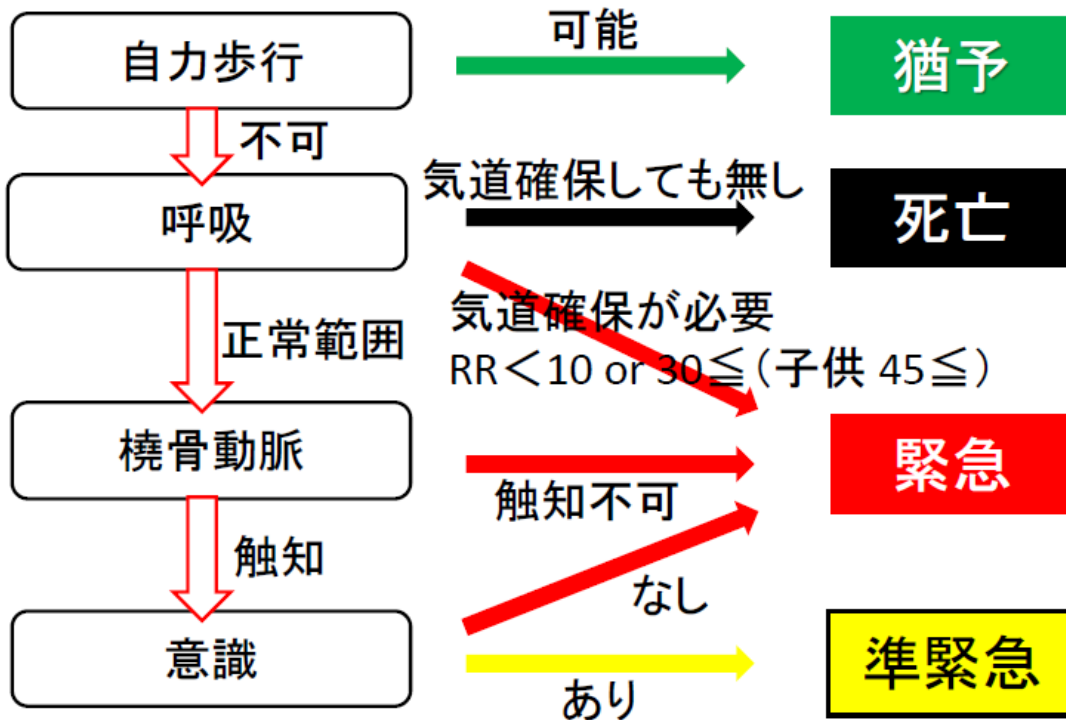 自力歩行
可能
猶予
不可
呼吸
気道確保しても無し
死亡
正常範囲
気道確保が必要
RR＜10 or 30≦（子供 45≦）
橈骨動脈
触知不可
緊急
触知
なし
意識
あり
準緊急